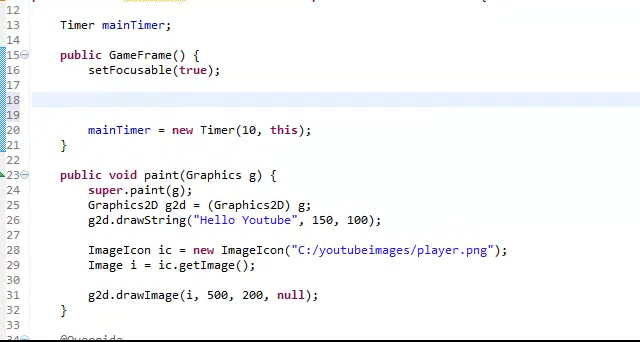 12
13 Timer mainTimer;
14
15 public GameFrame() {
16 setFocusable(true);
17
18
19
20 mainTimer = new Timer(10, this);
21 }
22
23 public void paint(Graphics g) {
24 super.paint(g);
25 Graphics2D g2d = (Graphics2D) g;
26 g2d.drawString("Hello Youtube", 150, 100);
27
28 ImageIcon ic = new ImageIcon("C:/youtubeimages/player.png");
29 Image i = ic.getImage();
30
31 g2d.drawImage(i, 500, 200, null);
32 }
33
34 @Override